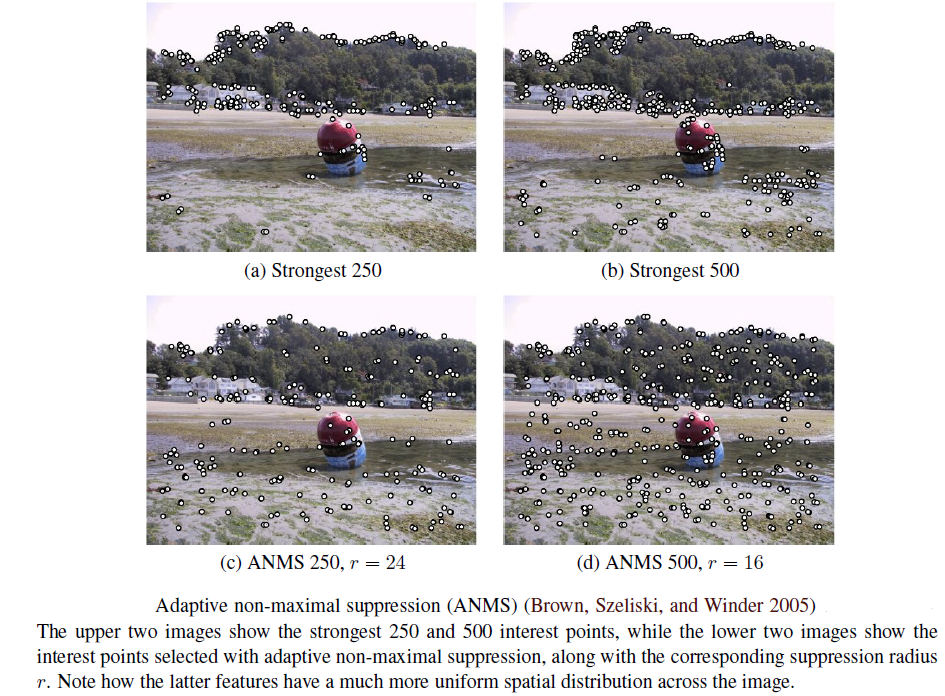 (a) Strongest 250
(b) Strongest 500
(c) ANMS 250, r = 24
(d) ANMS 500, r = 16
Adaptive non-maximal suppression (ANMS) (Brown, Szeliski, and Winder 2005)
The upper two images show the strongest 250 and 500 interest points, while the lower two images show the
interest points selected with adaptive non-maximal suppression, along with the corresponding suppression radius
r. Note how the latter features have a much more uniform spatial distribution across the image.